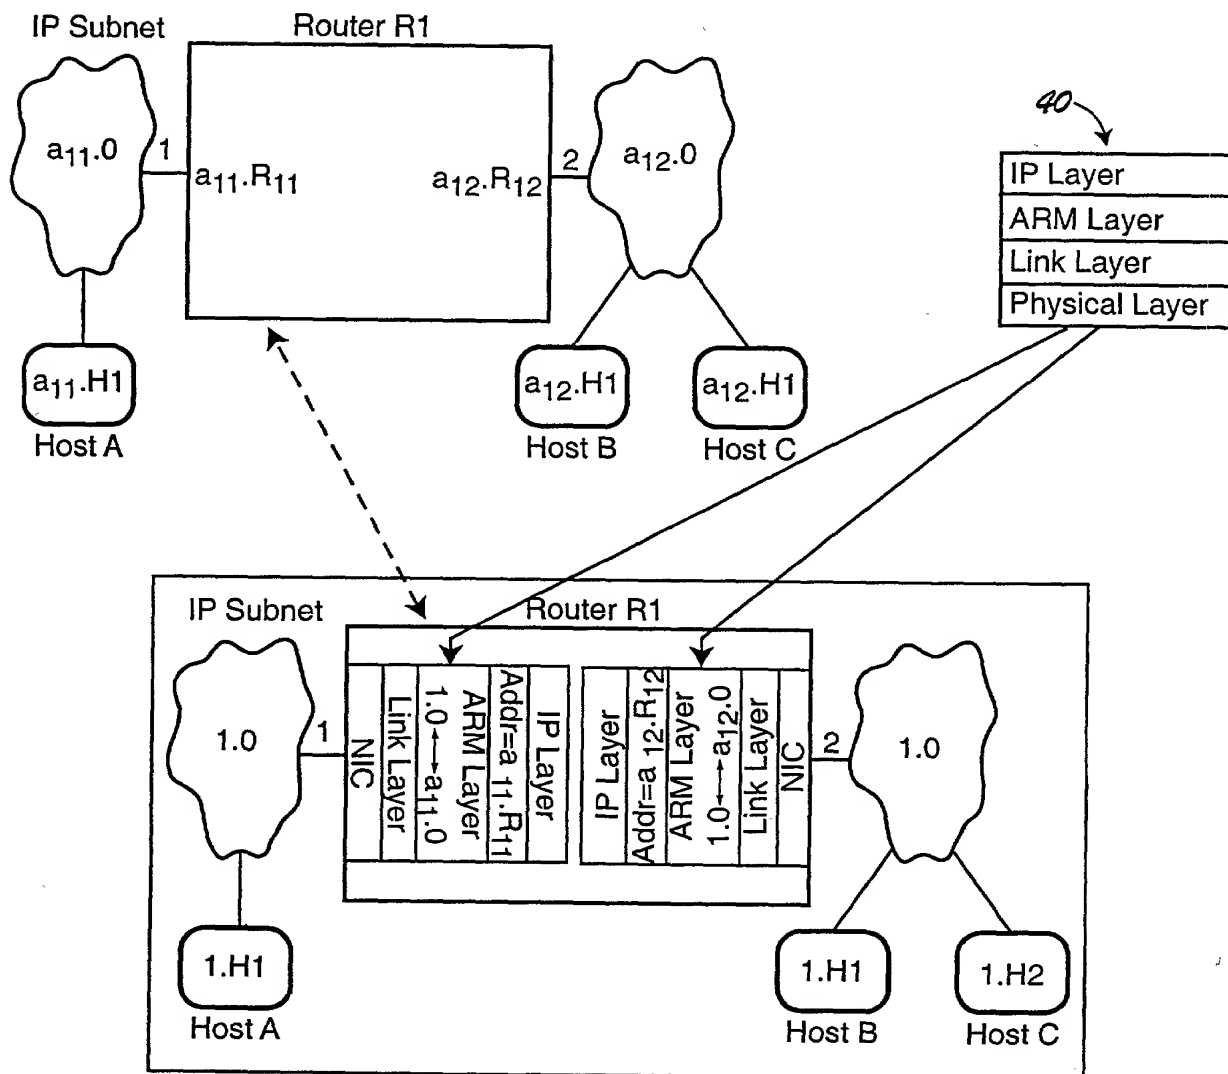 IP Subnet
Router R1
a11.0
1
a11.R11
a12.R12
2
a12.0
40
IP Layer
ARM Layer
Link Layer
Physical Layer
a11.H1
Host A
a12.H1
Host B
a12.H1
Host C
IP Subnet
Router R1
1.0
1
NIC
Link Layer
1.0↔a11.0
ARM Layer
Addr=a11.R11
IP Layer
IP Layer
Addr=a12.R12
ARM Layer
1.0↔a12.0
Link Layer
NIC
2
1.0
1.H1
Host A
1.H1
Host B
1.H2
Host C